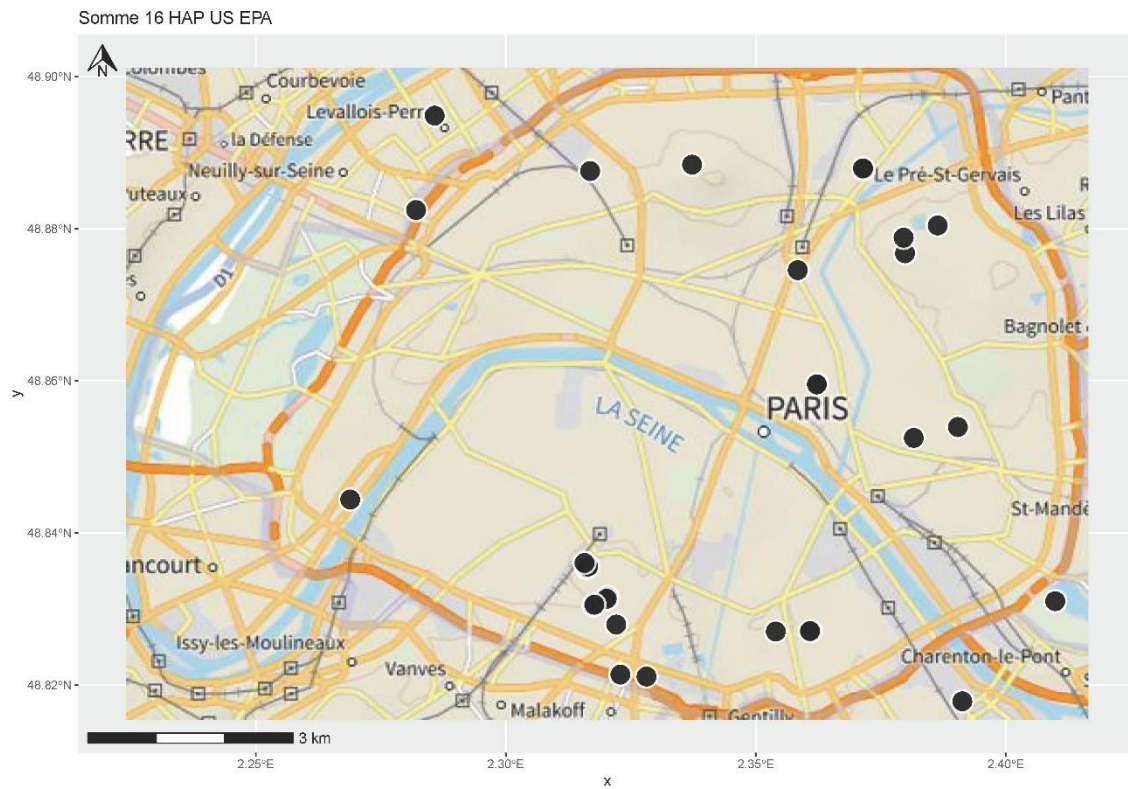 Somme 16 HAP US EPA
48.90°N
48.88°N
48.86°N
48.84°N
48.82°N
y
N
Courbevoie
Levallois-Perr
Pant
RRE
la Défense
Neuilly-sur-Seine
Le Pré-St-Gervais
Puteaux
Les Lilas
D1
Bagnolet
LA SEINE
PARIS
St-Mandé
ancourt
Issy-les-Moulineaux
Vanves
Charenton-le-Pont
Malakoff
Gentilly
3 km
2.25°E
2.30°E
2.35°E
2.40°E
x